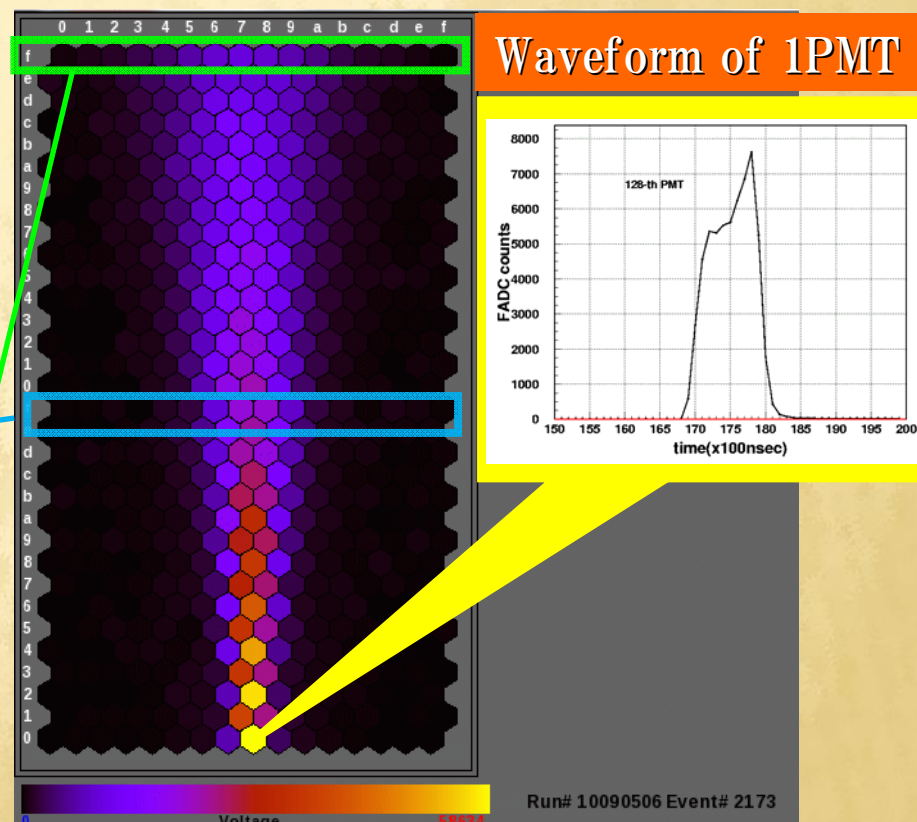 0 1 2 3 4 5 6 7 8 9 a b c d e f
f
e
d
c
b
a
9
8
7
5
4
3
2
1
0
d
c
b
a
9
8
7
6
5
4
3
2
1
0
0 Voltage
Run# 10090506 Event# 2173
Waveform of 1PMT
8000
7000
6000
5000
4000
3000
2000
1000
0
FADC counts
128-th PMT
150 155 160 165 170 175 180 185 190 195 200
time(x100nsec)